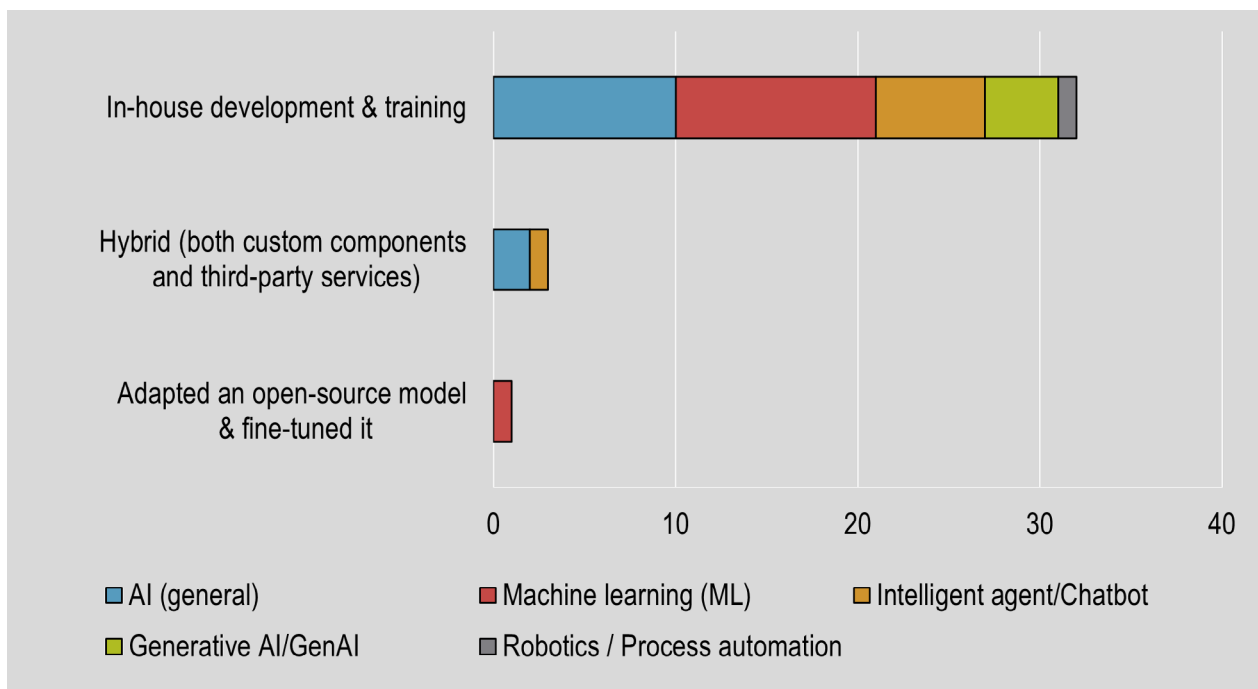 In-house development & training
Hybrid (both custom components
and third-party services)
Adapted an open-source model
& fine-tuned it
0 10 20 30 40
AI (general) Machine learning (ML) Intelligent agent/Chatbot
Generative AI/GenAI Robotics / Process automation